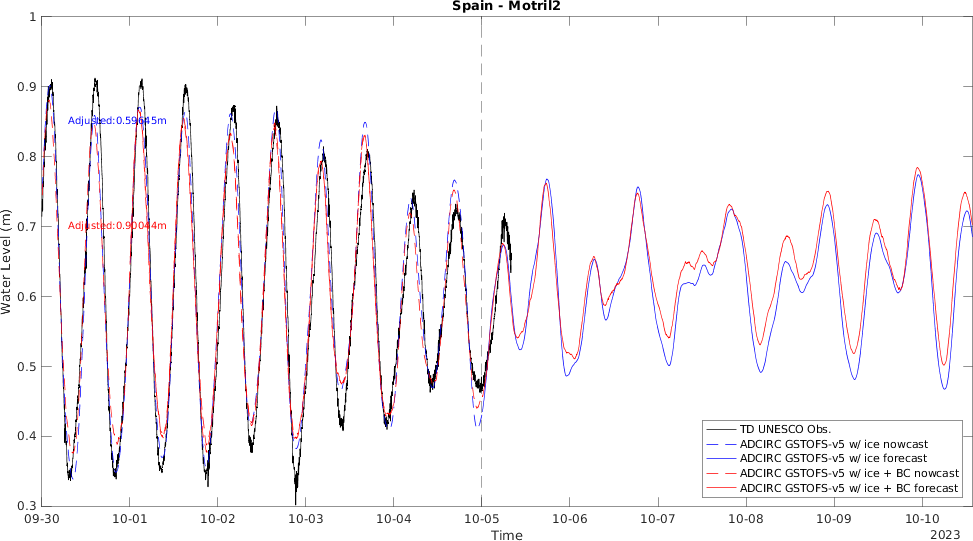 Spain - Motril2
Water Level (m)
1
0.9
0.8
0.7
0.6
0.5
0.4
0.3
Adjusted:0.59645m
Adjusted:0.90044m
TD UNESCO Obs.
ADCIRC GSTOFS-v5 w/ ice nowcast
ADCIRC GSTOFS-v5 w/ ice forecast
ADCIRC GSTOFS-v5 w/ ice + BC nowcast
ADCIRC GSTOFS-v5 w/ ice + BC forecast
09-30 10-01 10-02 10-03 10-04 10-05 10-06 10-07 10-08 10-09 10-10
Time
2023